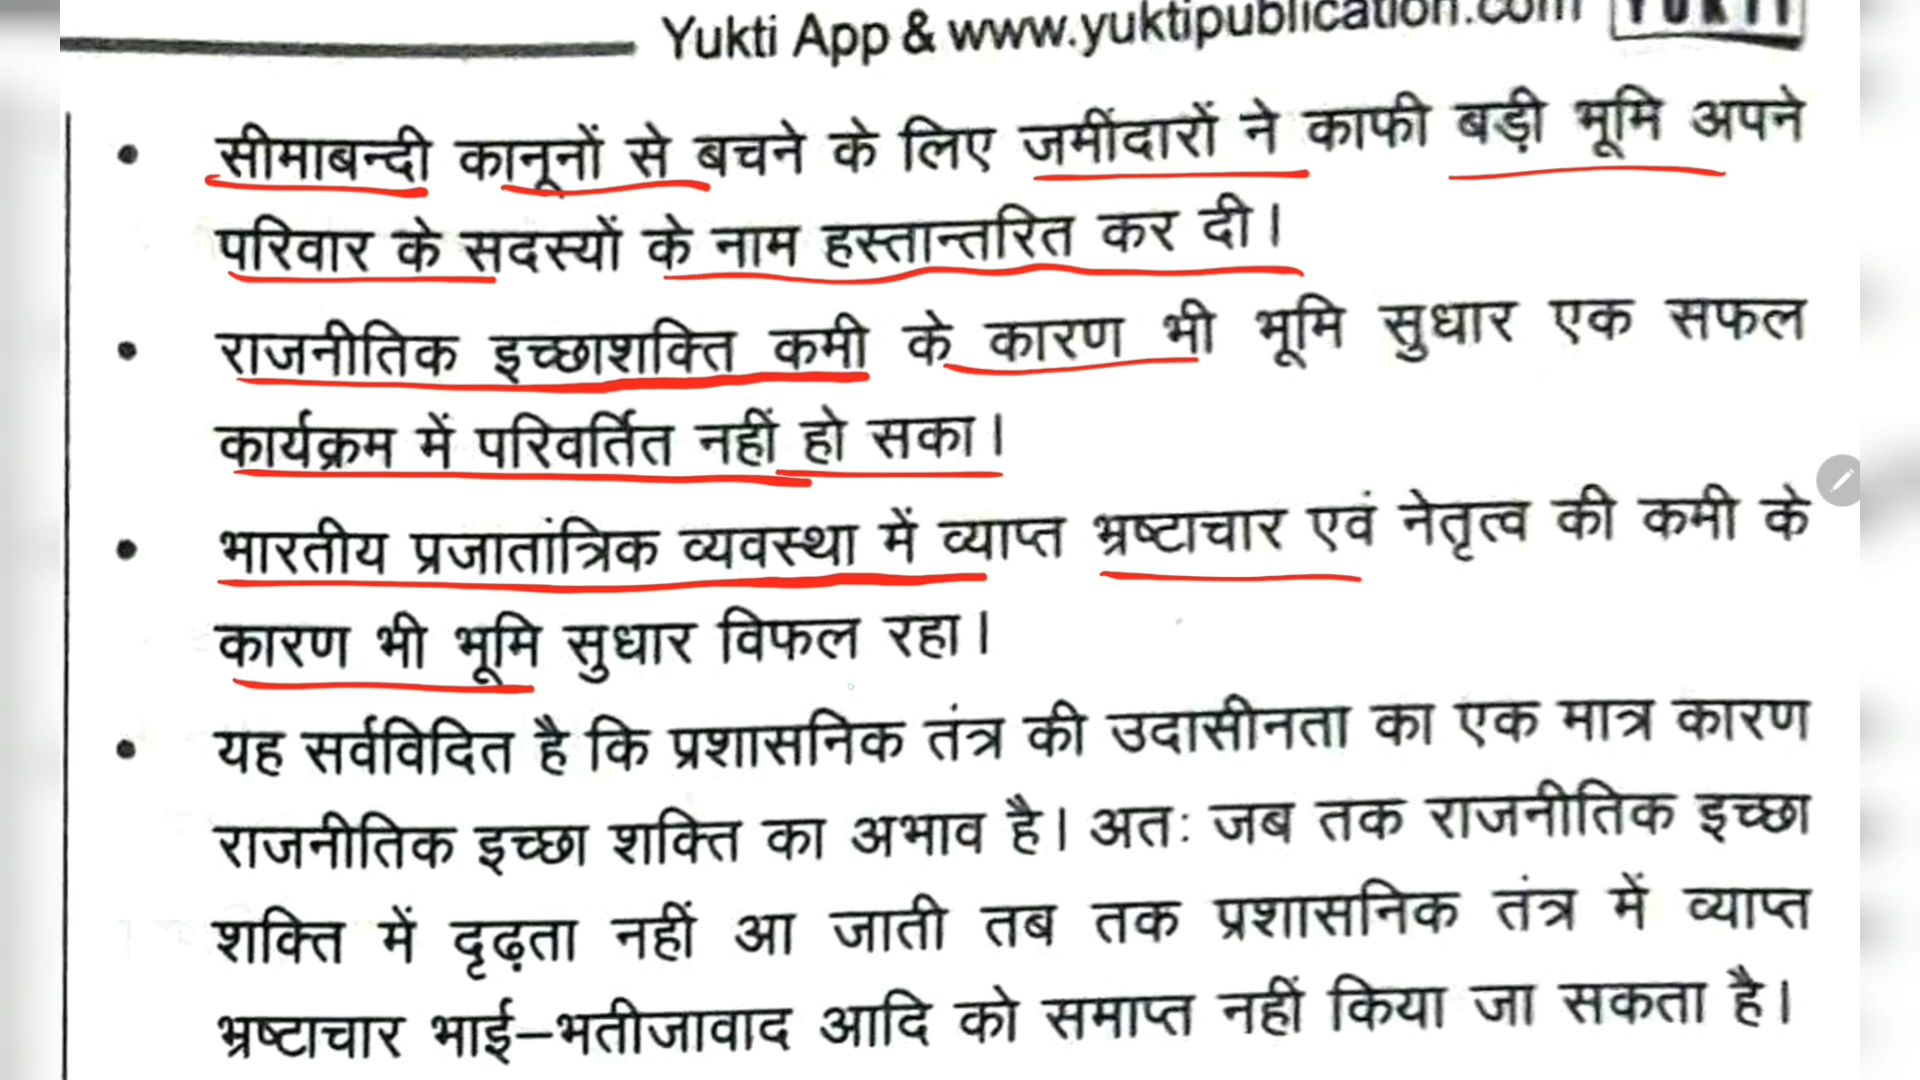 Yukti App & www.yuktipublication.com YUKTI
• सीमाबन्दी कानूनों से बचने के लिए जमींदारों ने काफी बड़ी भूमि अपने
परिवार के सदस्यों के नाम हस्तान्तरित कर दी।
• राजनीतिक इच्छाशक्ति कमी के कारण भी भूमि सुधार एक सफल
कार्यक्रम में परिवर्तित नहीं हो सका।
• भारतीय प्रजातांत्रिक व्यवस्था में व्याप्त भ्रष्टाचार एवं नेतृत्व की कमी के
कारण भी भूमि सुधार विफल रहा।
• यह सर्वविदित है कि प्रशासनिक तंत्र की उदासीनता का एक मात्र कारण
राजनीतिक इच्छा शक्ति का अभाव है। अतः जब तक राजनीतिक इच्छा
शक्ति में दृढ़ता नहीं आ जाती तब तक प्रशासनिक तंत्र में व्याप्त
भ्रष्टाचार भाई–भतीजावाद आदि को समाप्त नहीं किया जा सकता है।